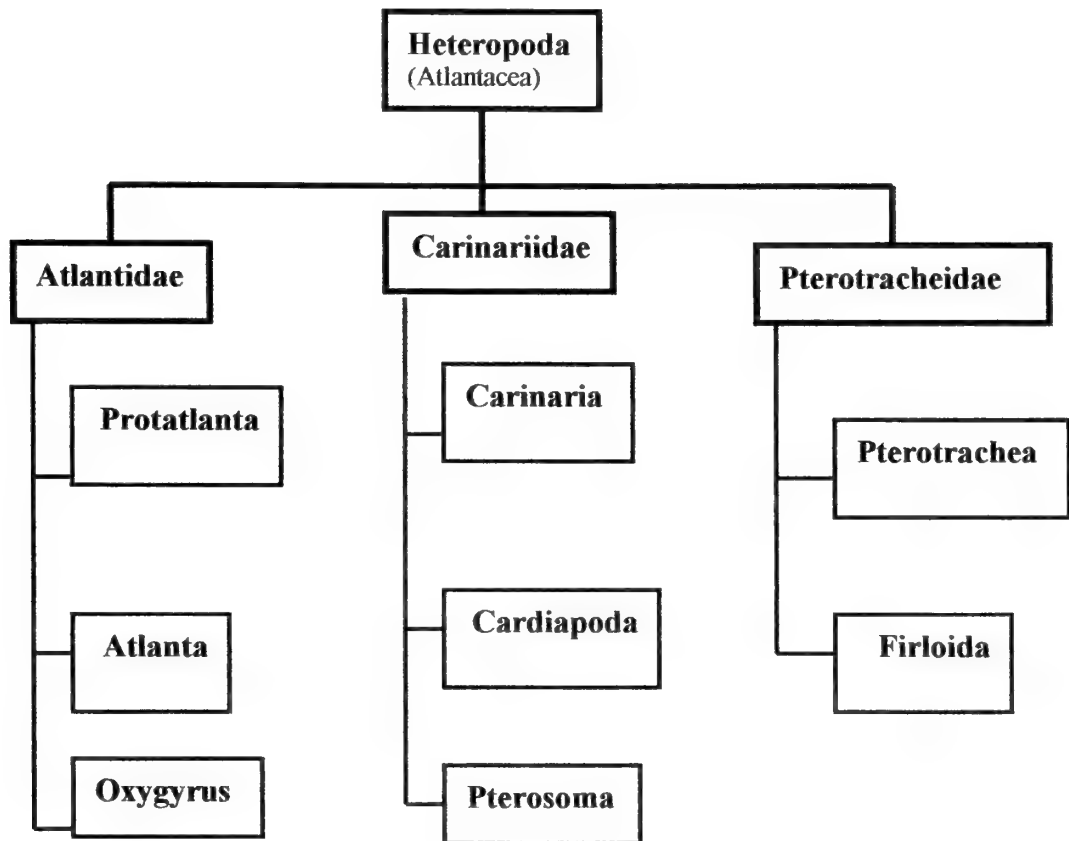 Heteropoda
(Atlantacea)
Atlantidae
Carinariidae
Pterotracheidae
Protatlanta
Carinaria
Pterotrachea
Atlanta
Cardiapoda
Firloida
Oxygyrus
Pterosoma